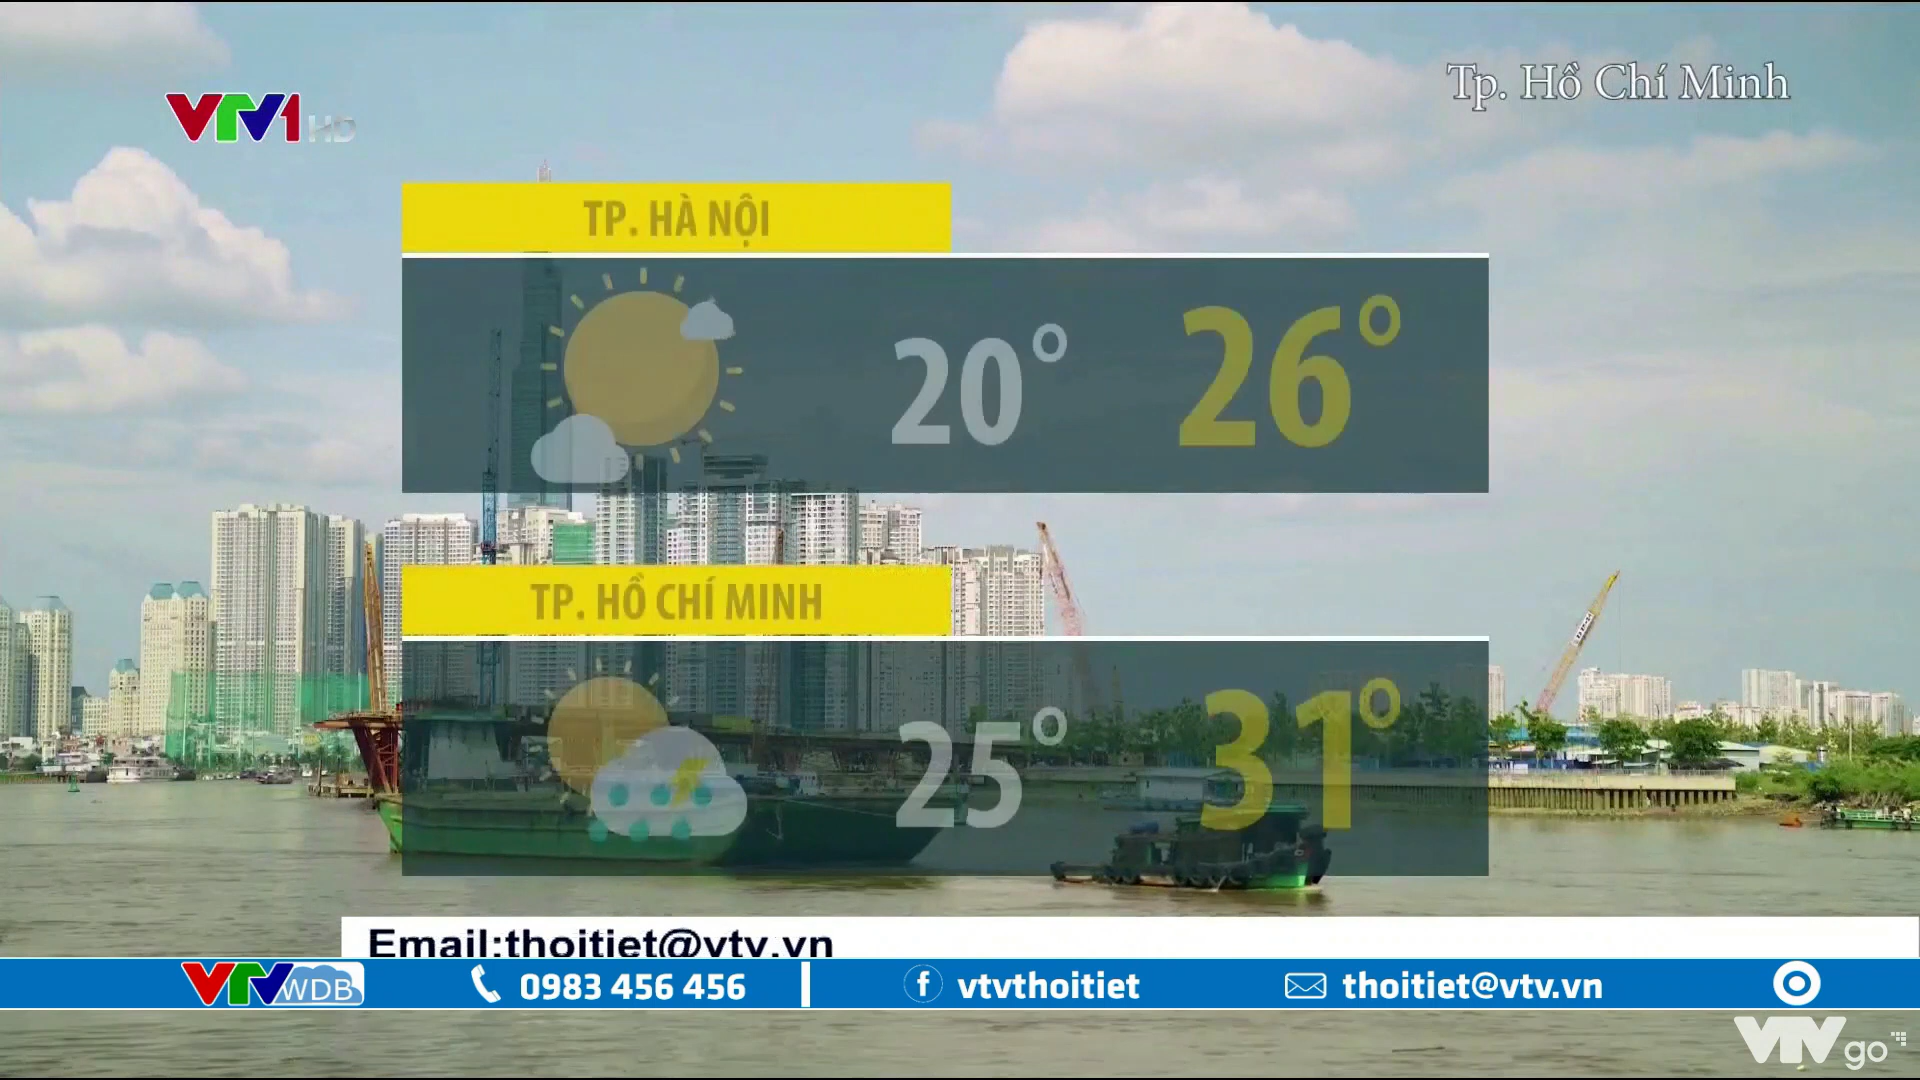 VTV1 HD
Tp. Hồ Chí Minh
TP. HÀ NỘI
20° 26°
TP. HỒ CHÍ MINH
25° 31°
Email:thoitiet@vtv.vn
VTV WDB 0983 456 456 vtvthoitiet thoitiet@vtv.vn
VTV go